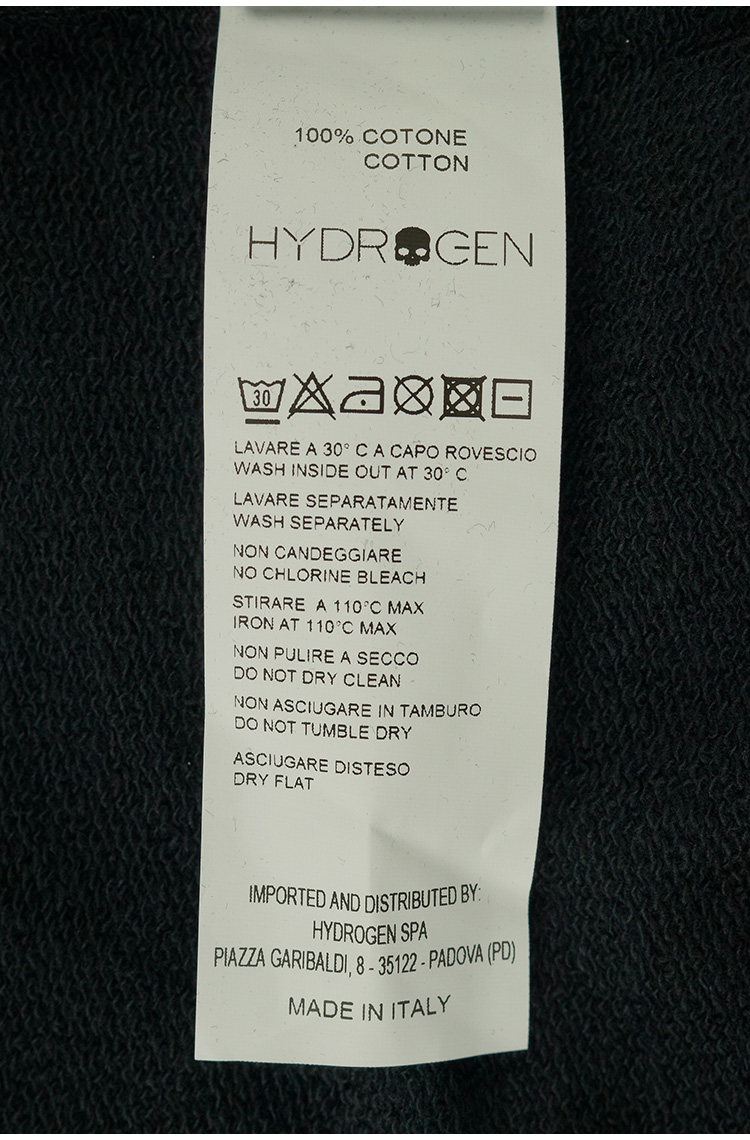 100% COTONE
COTTON
HYDROGEN
30
LAVARE A 30° C A CAPO ROVESCIO
WASH INSIDE OUT AT 30° C
LAVARE SEPARATAMENTE
WASH SEPARATELY
NON CANDEGGIARE
NO CHLORINE BLEACH
STIRARE A 110°C MAX
IRON AT 110°C MAX
NON PULIRE A SECCO
DO NOT DRY CLEAN
NON ASCIUGARE IN TAMBURO
DO NOT TUMBLE DRY
ASCIUGARE DISTESO
DRY FLAT
IMPORTED AND DISTRIBUTED BY:
HYDROGEN SPA
PIAZZA GARIBALDI, 8 - 35122 - PADOVA (PD)
MADE IN ITALY